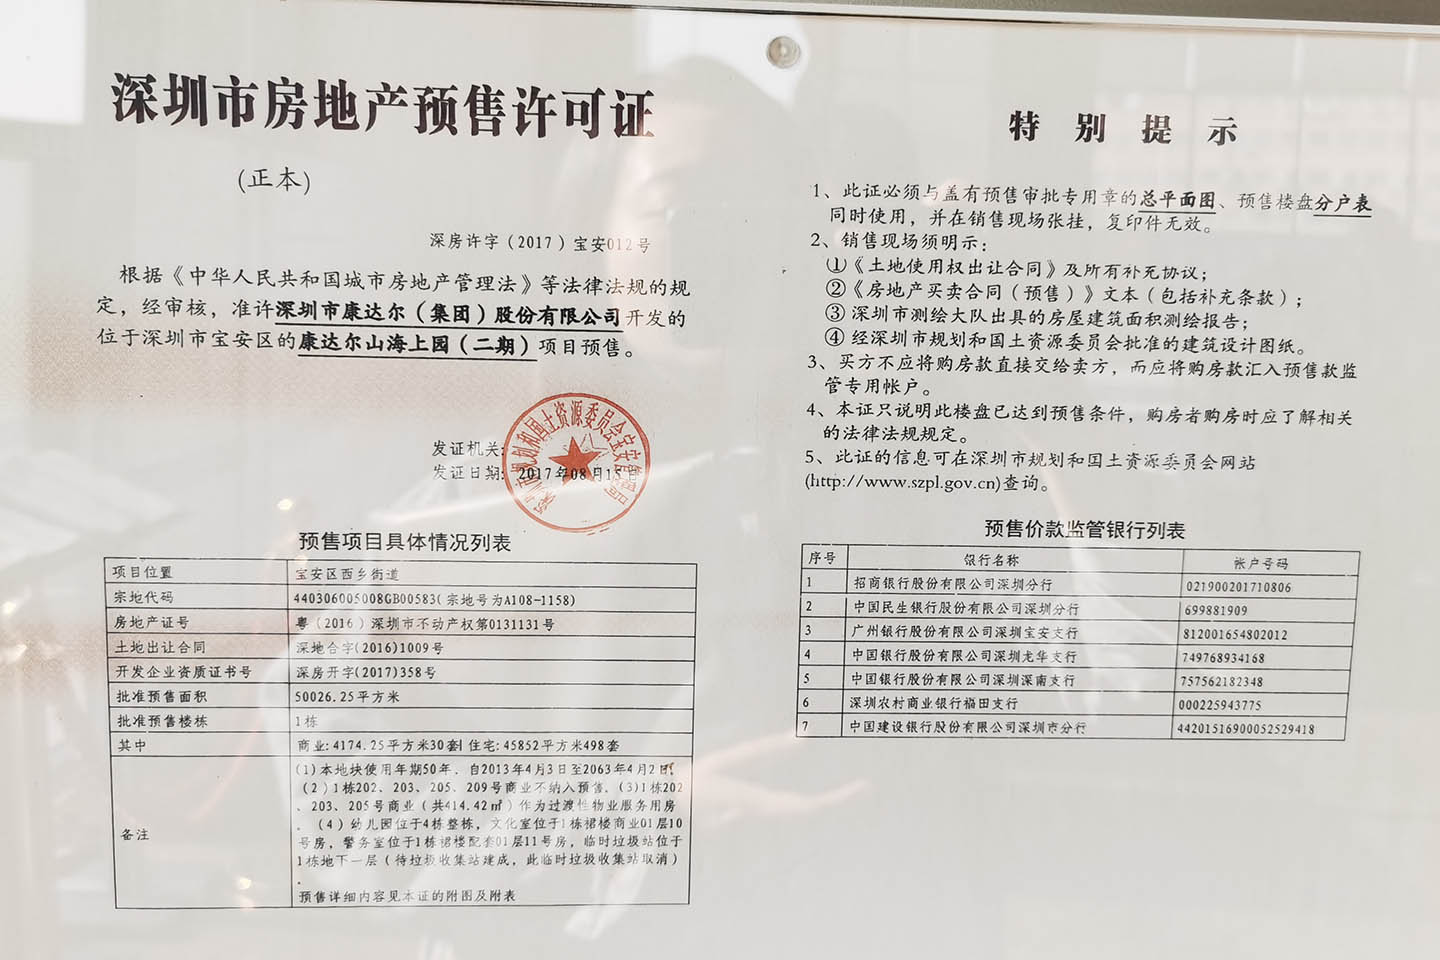 深圳市房地产预售许可证
(正本)
深房许字（2017）宝安012号
根据《中华人民共和国城市房地产管理法》等法律法规的规
定，经审核，准许深圳市康达尔（集团）股份有限公司开发的
位于深圳市宝安区的康达尔山海上园（二期）项目预售。
发证机关:
发证日期: 2017年08月15日
深圳市规划和国土资源委员会宝安管理局
预售项目具体情况列表
项目位置 宝安区西乡街道
宗地代码 440306005008GB00583(宗地号为A108-1158)
房地产证号 粤（2016）深圳市不动产权第0131131号
土地出让合同 深地合字(2016)1009号
开发企业资质证书号 深房开字(2017)358号
批准预售面积 50026.25平方米
批准预售楼栋 1栋
其中 商业:4174.25平方米30套| 住宅:45852平方米498套
备注
(1)本地块使用年期50年，自2013年4月3日至2063年4月2日。
（2）1栋202、203、205、209号商业不纳入预售。(3)1栋202
、203、205号商业（共414.42㎡）作为过渡性物业服务用房
。（4）幼儿园位于4栋整栋，文化室位于1栋裙楼商业01层10
号房，警务室位于1栋裙楼配套01层11号房，临时垃圾站位于
1栋地下一层（待垃圾收集站建成，此临时垃圾收集站取消）
。
预售详细内容见本证的附图及附表
特别提示
1、此证必须与盖有预售审批专用章的总平面图、预售楼盘分户表
同时使用，并在销售现场张挂，复印件无效。
2、销售现场须明示：
①《土地使用权出让合同》及所有补充协议；
②《房地产买卖合同（预售）》文本（包括补充条款）；
③ 深圳市测绘大队出具的房屋建筑面积测绘报告；
④ 经深圳市规划和国土资源委员会批准的建筑设计图纸。
3、买方不应将购房款直接交给卖方，而应将购房款汇入预售款监
管专用帐户。
4、本证只说明此楼盘已达到预售条件，购房者购房时应了解相关
的法律法规规定。
5、此证的信息可在深圳市规划和国土资源委员会网站
(http://www.szpl.gov.cn)查询。
预售价款监管银行列表
序号 银行名称 帐户号码
1 招商银行股份有限公司深圳分行 021900201710806
2 中国民生银行股份有限公司深圳分行 699881909
3 广州银行股份有限公司深圳宝安支行 812001654802012
4 中国银行股份有限公司深圳龙华支行 749768934168
5 中国银行股份有限公司深圳深南支行 757562182348
6 深圳农村商业银行福田支行 000225943775
7 中国建设银行股份有限公司深圳市分行 44201516900052529418